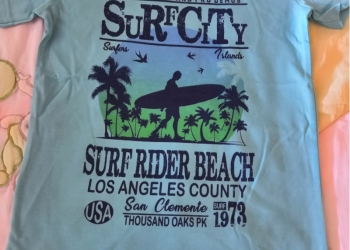 SURFCITY
Surfers Islands
SURF RIDER BEACH
LOS ANGELES COUNTY
USA San Clemente SURF 1973
THOUSAND OAKS PK